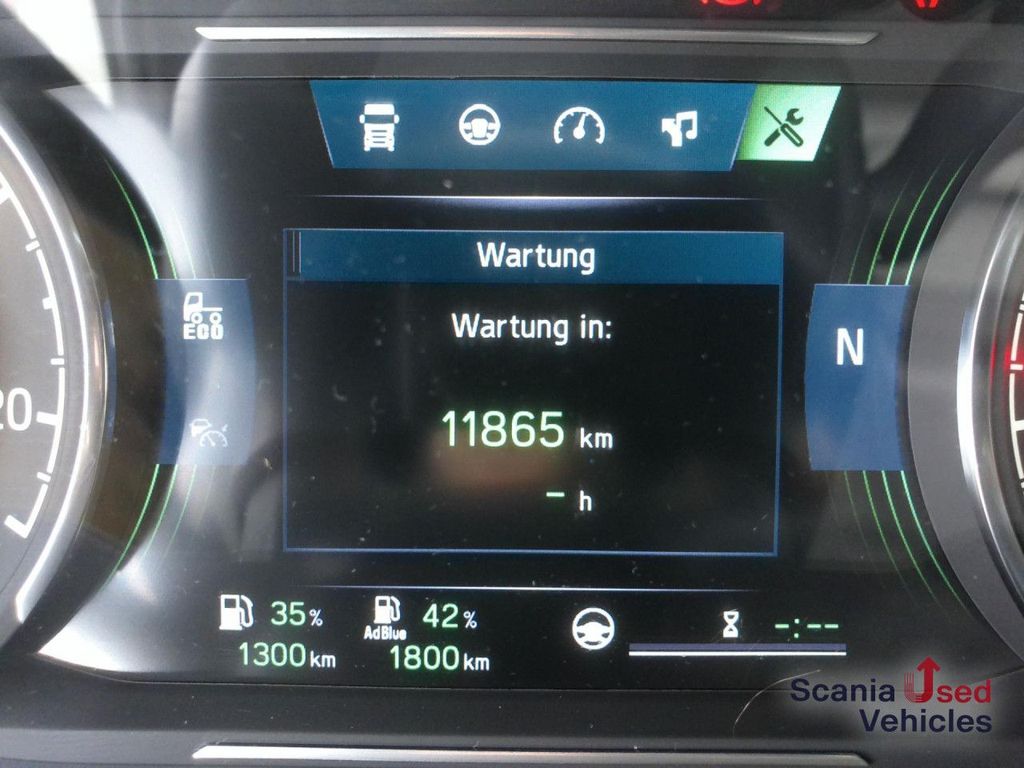 Wartung
Wartung in:
ECO
N
20
11865 km
- h
35 %
AdBlue 42 %
1300 km
1800 km
-:--
Scania Used
Vehicles